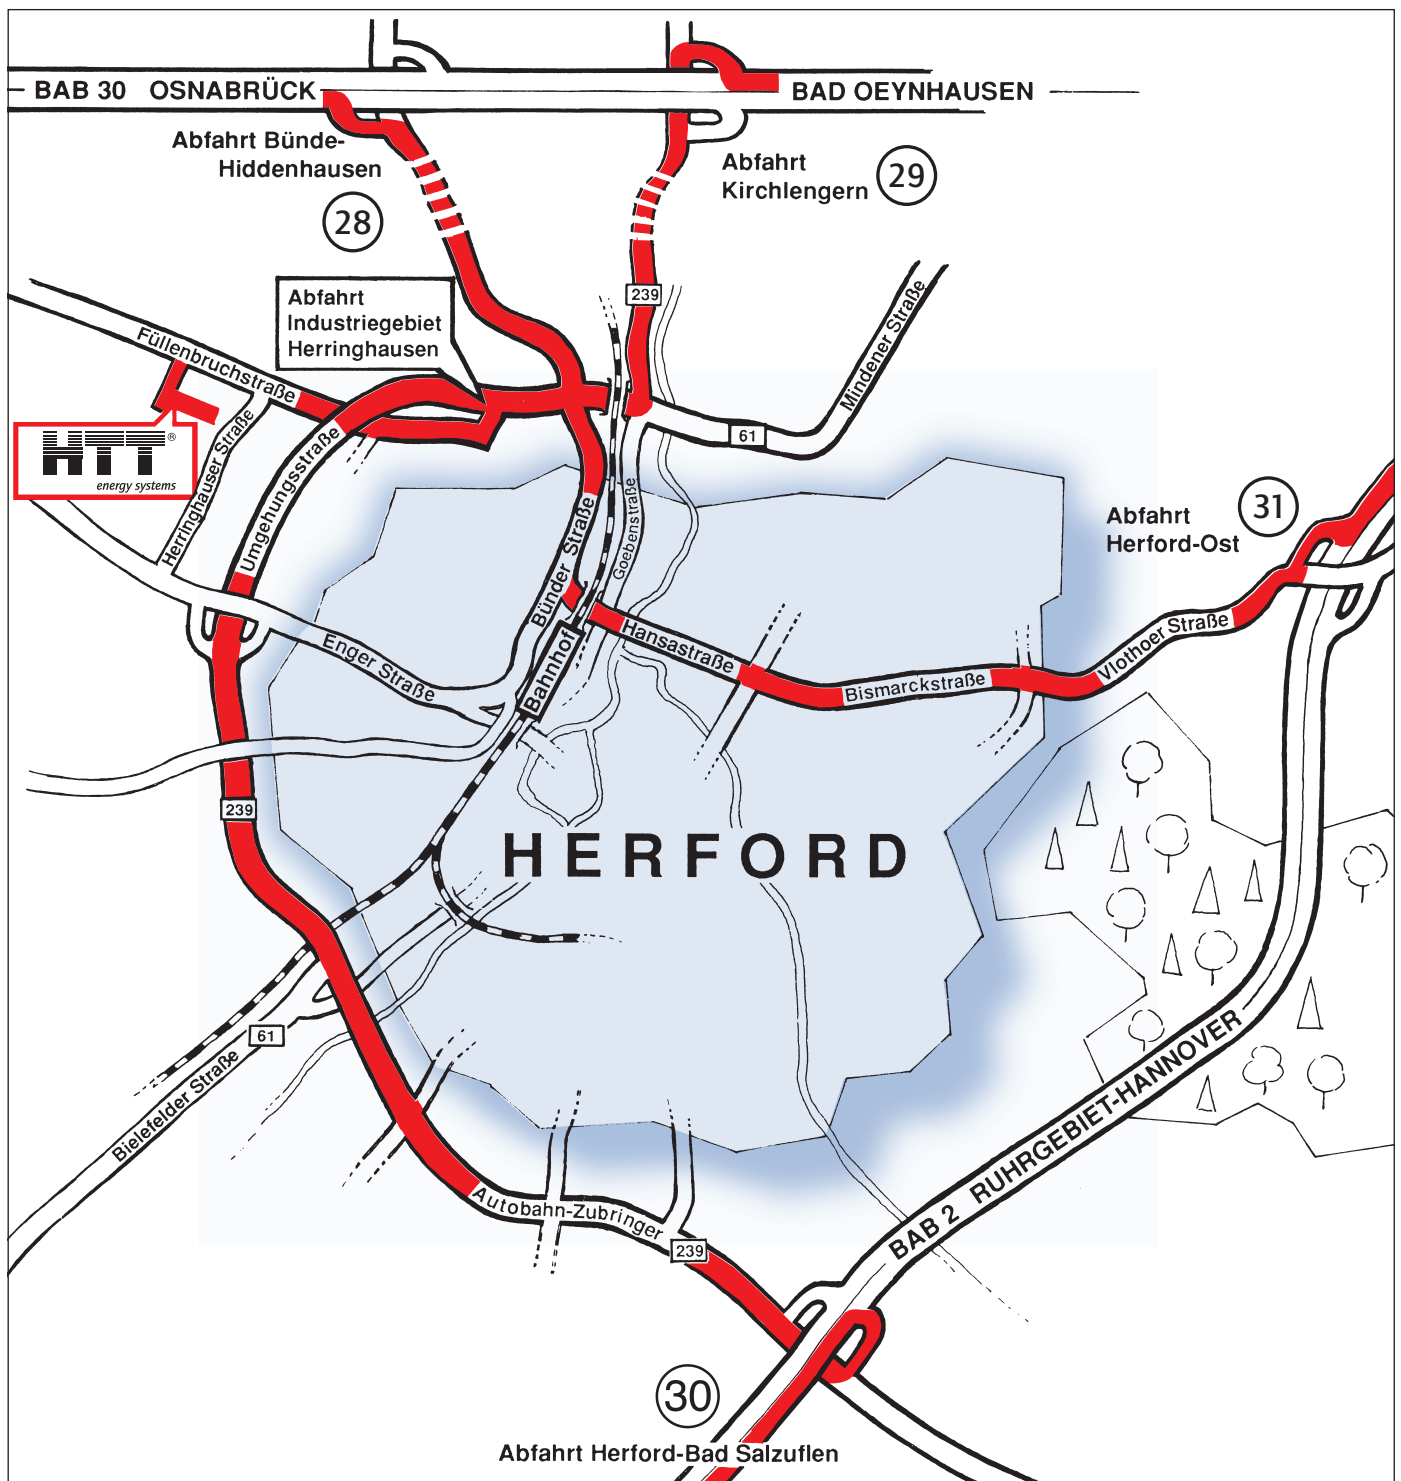 BAB 30 OSNABRÜCK
BAD OEYNHAUSEN
Abfahrt Bünde-
Hiddenhausen
28
Abfahrt
Kirchlengern
29
239
Abfahrt
Industriegebiet
Herringhausen
Füllenbruchstraße
Mindener Straße
61
HTT®
energy systems
Herringhauser Straße
Umgehungsstraße
Bünder Straße
Goebenstraße
Abfahrt
Herford-Ost
31
Enger Straße
Bahnhof
Hansastraße
Bismarckstraße
Vlothoer Straße
239
HERFORD
61
Bielefelder Straße
BAB 2 RUHRGEBIET-HANNOVER
Autobahn-Zubringer
239
30
Abfahrt Herford-Bad Salzuflen